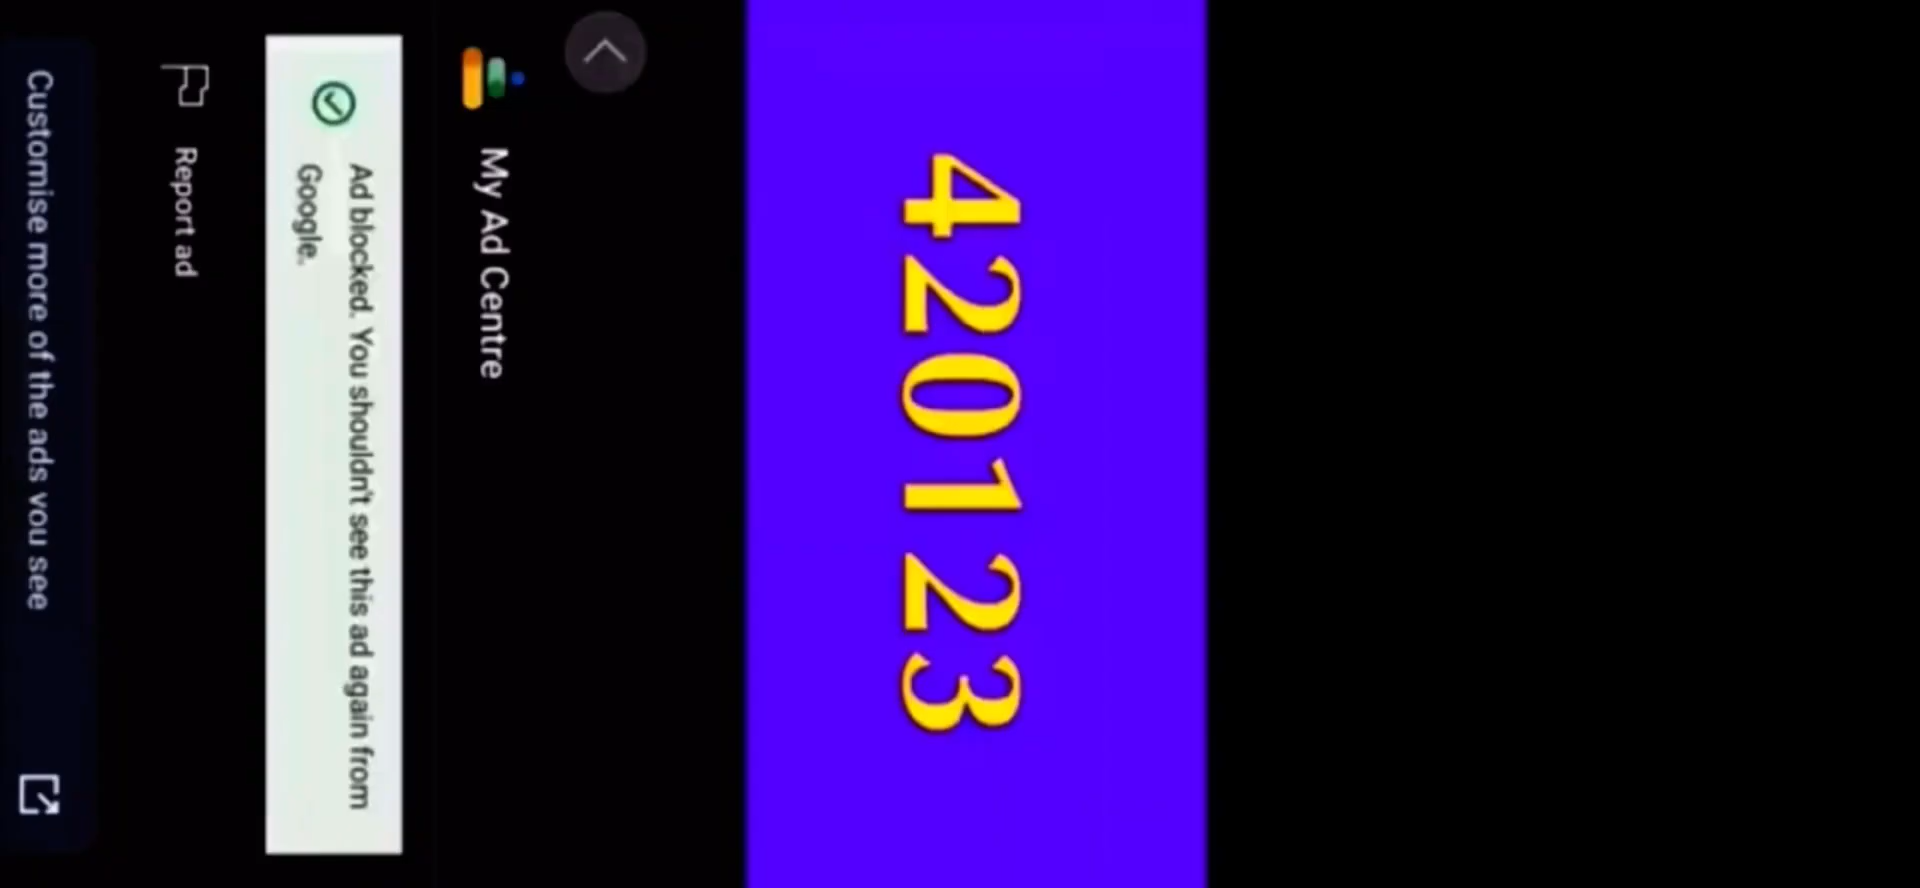 420123
My Ad Centre
Ad blocked. You shouldn't see this ad again from
Google.
Report ad
Customise more of the ads you see